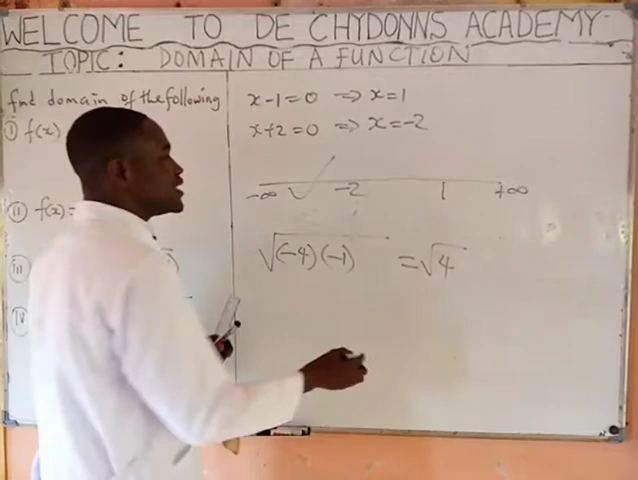 WELCOME TO DE CHYDONNS ACADEMY
TOPIC: DOMAIN OF A FUNCTION
find domain of the following
(i) f(x)
(ii) f(x)=
(iii) )
(iv)
x-1=0 ⇒ x=1
x+2=0 ⇒ x=-2
-∞ ✓ -2 1 +∞
√(-4)(-1) =√4